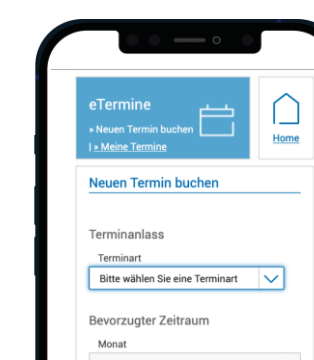 eTermine
» Neuen Termin buchen
| » Meine Termine
Home
Neuen Termin buchen
Terminanlass
Terminart
Bitte wählen Sie eine Terminart
Bevorzugter Zeitraum
Monat